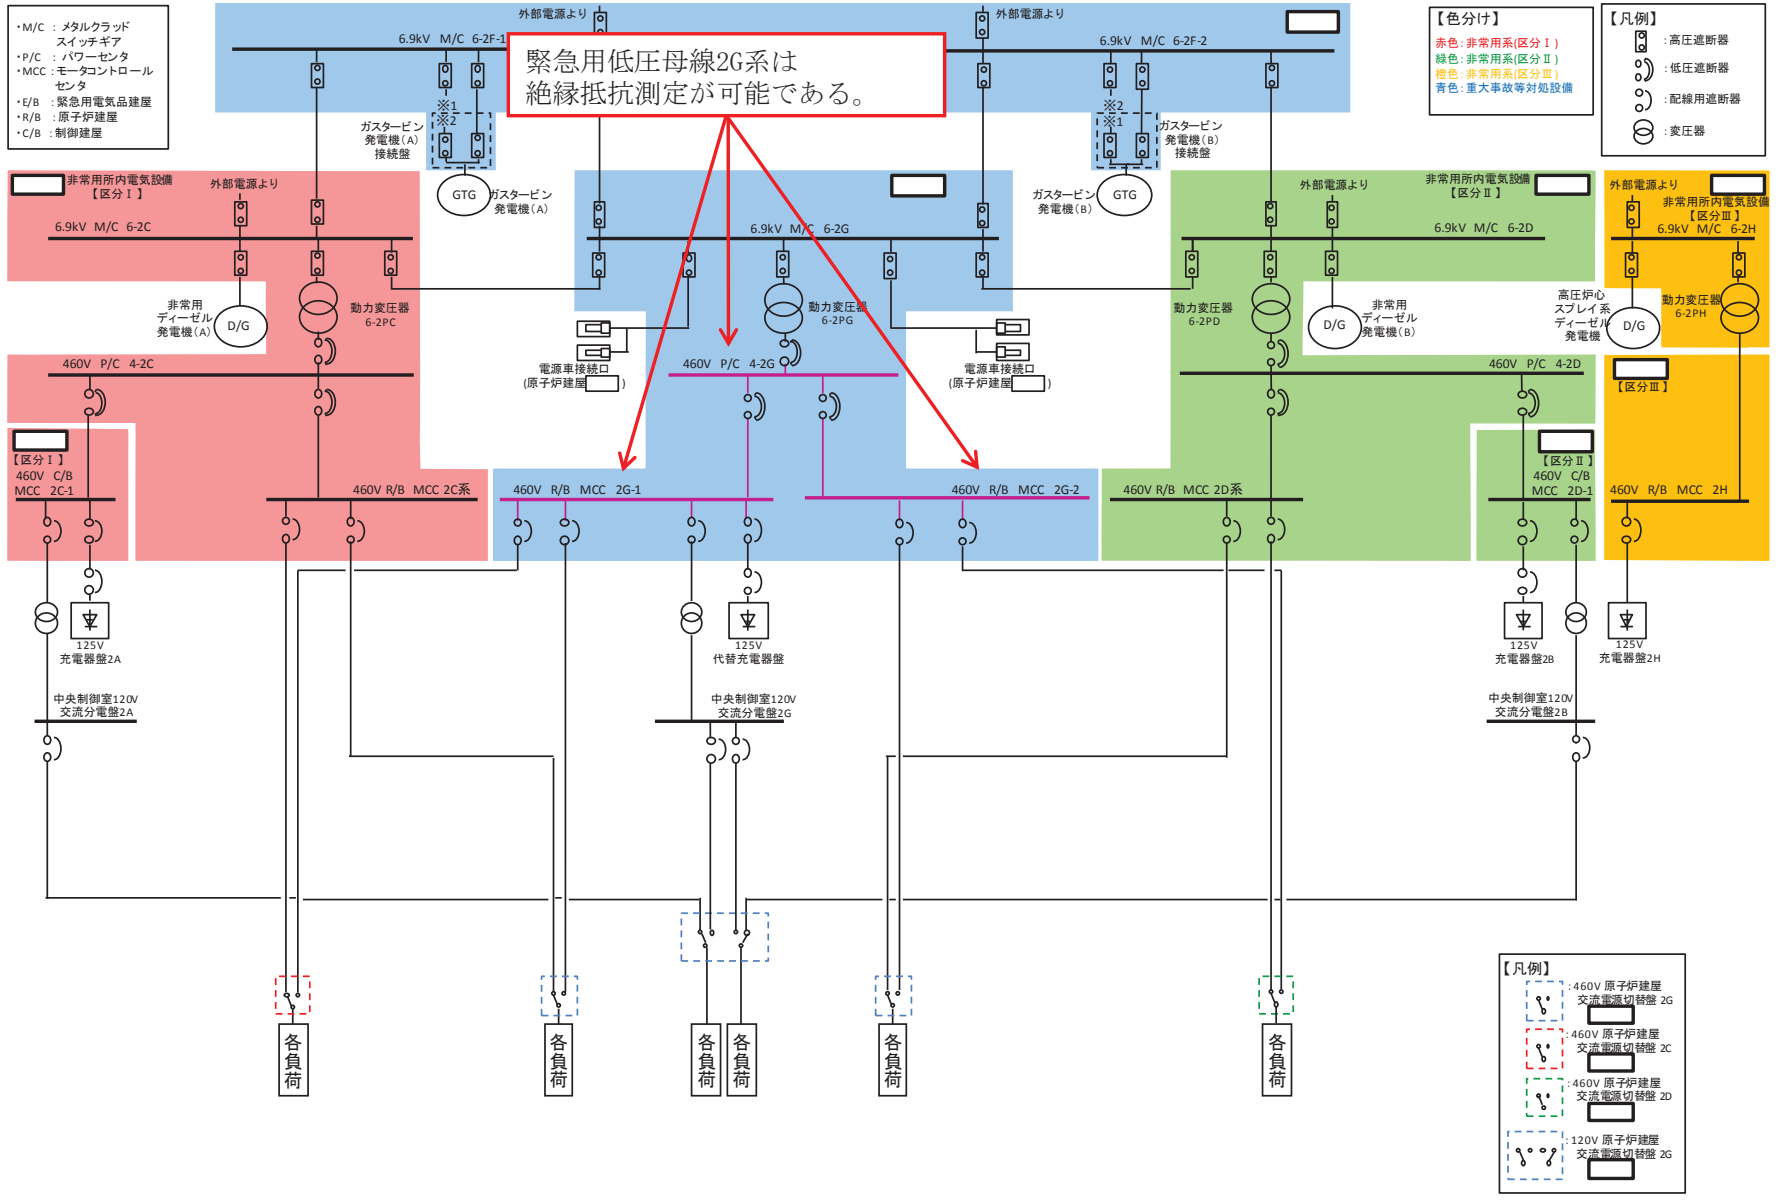 ・M/C : メタルクラッド
スイッチギア
・P/C : パワーセンタ
・MCC : モータコントロール
センタ
・E/B : 緊急用電気品建屋
・R/B : 原子炉建屋
・C/B : 制御建屋
外部電源より
外部電源より
6.9kV M/C 6-2F-1
6.9kV M/C 6-2F-2
緊急用低圧母線2G系は
絶縁抵抗測定が可能である。
【色分け】
赤色: 非常用系(区分Ⅰ)
緑色: 非常用系(区分Ⅱ)
橙色: 非常用系(区分Ⅲ)
青色: 重大事故等対処設備
【凡例】
: 高圧遮断器
: 低圧遮断器
: 配線用遮断器
: 変圧器
※1
※2
ガスタービン
発電機(A)
接続盤
※2
※1
ガスタービン
発電機(B)
接続盤
GTG
ガスタービン
発電機(A)
ガスタービン
発電機(B)
GTG
非常用所内電気設備
【区分Ⅰ】
外部電源より
6.9kV M/C 6-2C
6.9kV M/C 6-2G
外部電源より
非常用所内電気設備
【区分Ⅱ】
6.9kV M/C 6-2D
外部電源より
非常用所内電気設備
【区分Ⅲ】
6.9kV M/C 6-2H
非常用
ディーゼル
発電機(A)
D/G
動力変圧器
6-2PC
動力変圧器
6-2PG
動力変圧器
6-2PD
D/G
非常用
ディーゼル
発電機(B)
高圧炉心
スプレイ系
ディーゼル
発電機
D/G
動力変圧器
6-2PH
電源車接続口
(原子炉建屋 )
電源車接続口
(原子炉建屋 )
460V P/C 4-2C
460V P/C 4-2G
460V P/C 4-2D
【区分Ⅲ】
【区分Ⅰ】
460V C/B
MCC 2C-1
460V R/B MCC 2C系
460V R/B MCC 2G-1
460V R/B MCC 2G-2
460V R/B MCC 2D系
【区分Ⅱ】
460V C/B
MCC 2D-1
460V R/B MCC 2H
125V
充電器盤2A
125V
代替充電器盤
125V
充電器盤2B
125V
充電器盤2H
中央制御室120V
交流分電盤2A
中央制御室120V
交流分電盤2G
中央制御室120V
交流分電盤2B
各負荷
各負荷
各負荷
各負荷
各負荷
各負荷
【凡例】
: 460V 原子炉建屋
交流電源切替盤 2G
: 460V 原子炉建屋
交流電源切替盤 2C
: 460V 原子炉建屋
交流電源切替盤 2D
: 120V 原子炉建屋
交流電源切替盤 2G